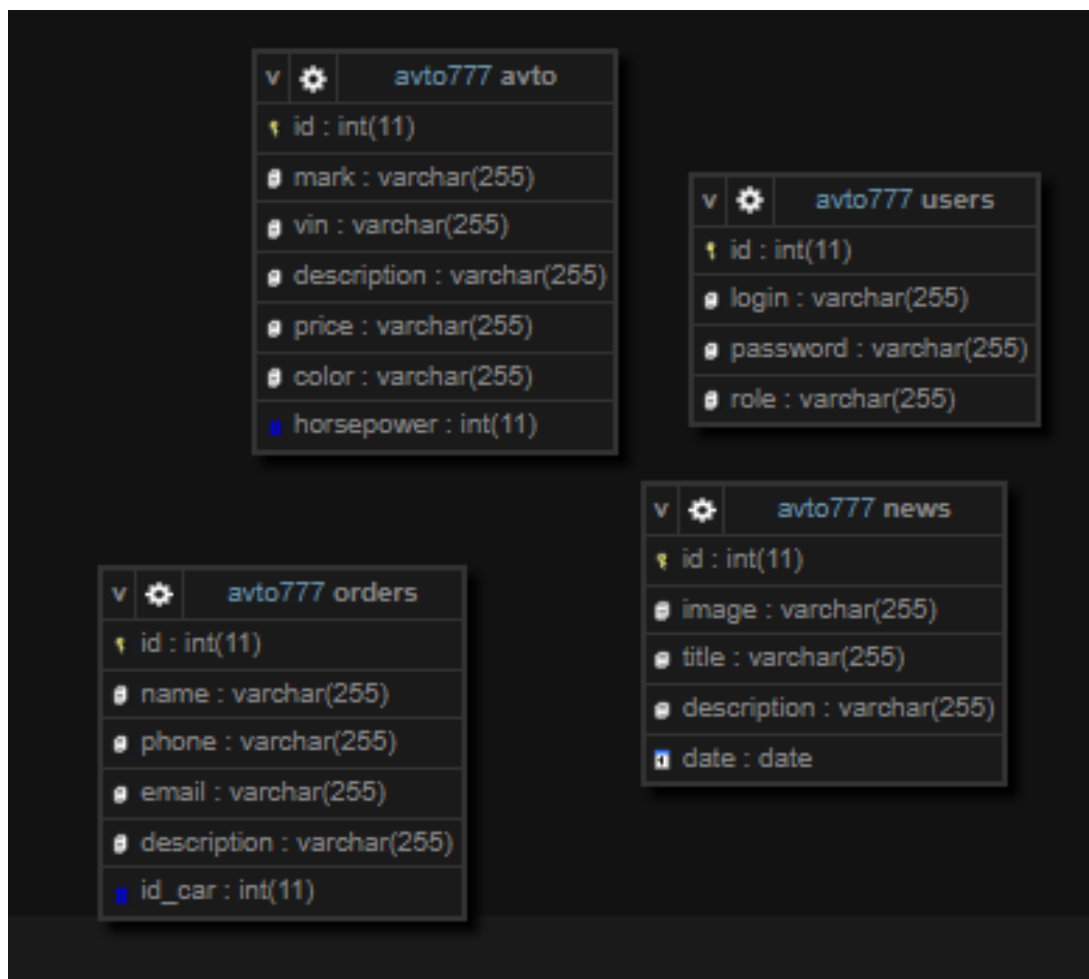 v avto777 avto
id : int(11)
mark : varchar(255)
vin : varchar(255)
description : varchar(255)
price : varchar(255)
color : varchar(255)
# horsepower : int(11)
v avto777 users
id : int(11)
login : varchar(255)
password : varchar(255)
role : varchar(255)
v avto777 news
id : int(11)
image : varchar(255)
title : varchar(255)
description : varchar(255)
date : date
v avto777 orders
id : int(11)
name : varchar(255)
phone : varchar(255)
email : varchar(255)
description : varchar(255)
# id_car : int(11)